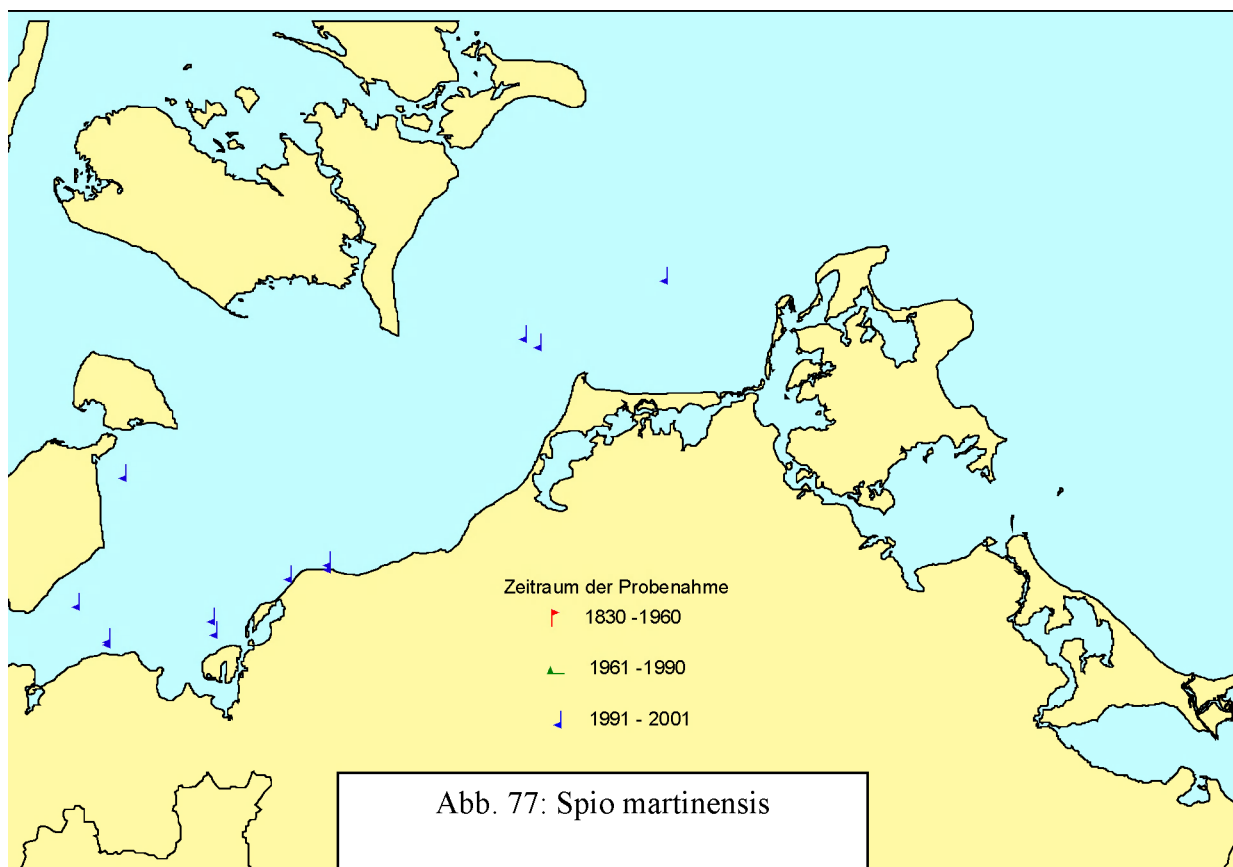 Zeitraum der Probenahme
1830 -1960
1961 -1990
1991 - 2001
Abb. 77: Spio martinensis